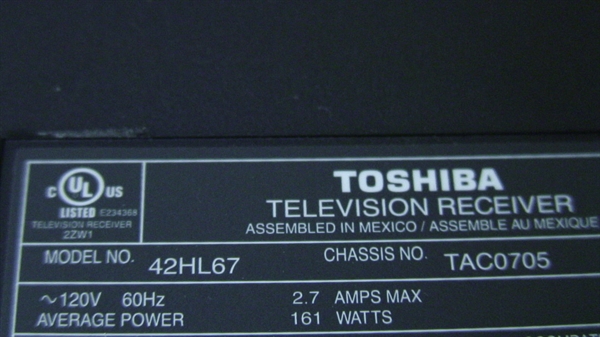 C UL US
LISTED E234368
TELEVISION RECEIVER
2ZW1
TOSHIBA
TELEVISION RECEIVER
ASSEMBLED IN MEXICO / ASSEMBLE AU MEXIQUE
MODEL NO. 42HL67 CHASSIS NO. TAC0705
~120V 60Hz 2.7 AMPS MAX
AVERAGE POWER 161 WATTS